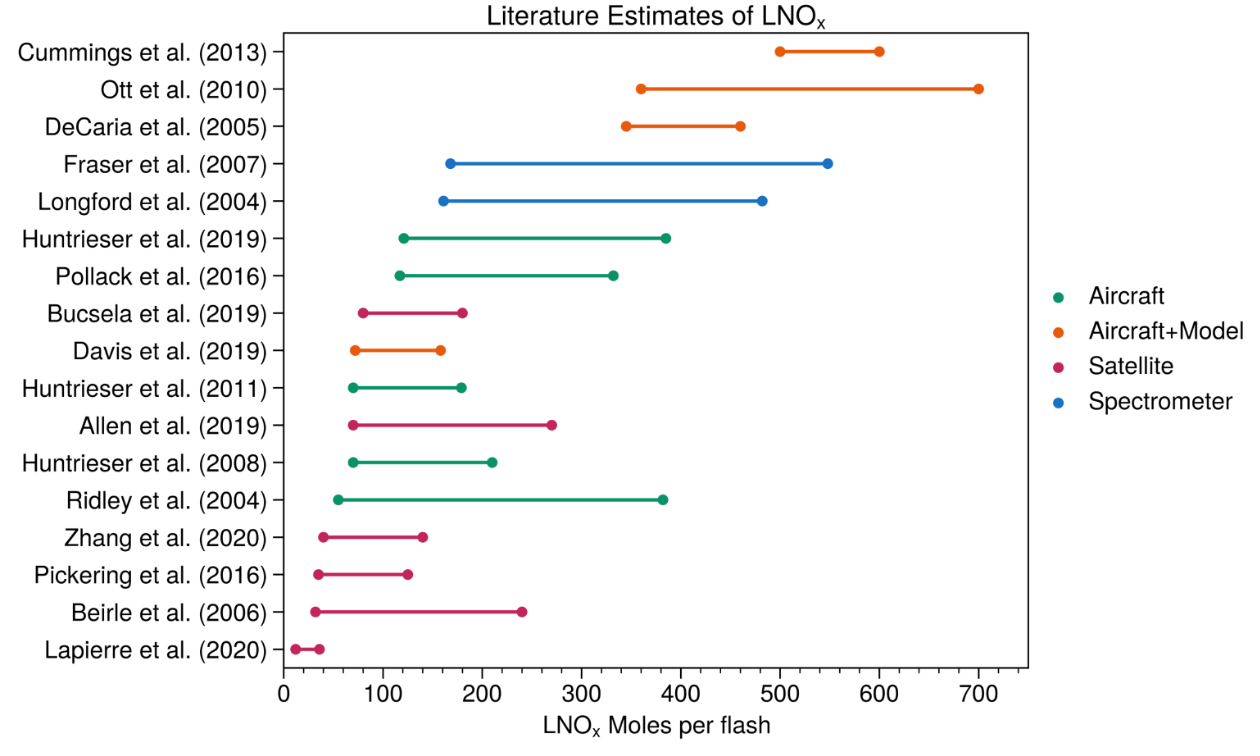 Literature Estimates of LNOₓ
Cummings et al. (2013)
Ott et al. (2010)
DeCaria et al. (2005)
Fraser et al. (2007)
Longford et al. (2004)
Huntrieser et al. (2019)
Pollack et al. (2016)
Bucsela et al. (2019)
Davis et al. (2019)
Huntrieser et al. (2011)
Allen et al. (2019)
Huntrieser et al. (2008)
Ridley et al. (2004)
Zhang et al. (2020)
Pickering et al. (2016)
Beirle et al. (2006)
Lapierre et al. (2020)
Aircraft
Aircraft+Model
Satellite
Spectrometer
0 100 200 300 400 500 600 700
LNOₓ Moles per flash